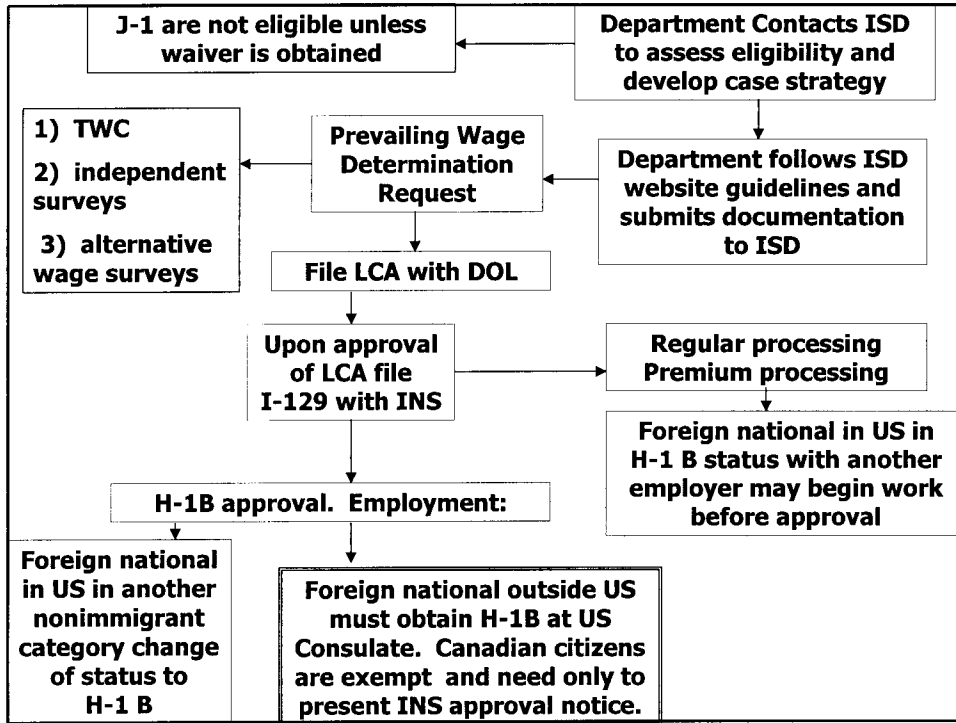 J-1 are not eligible unless
waiver is obtained
Department Contacts ISD
to assess eligibility and
develop case strategy
1) TWC
2) independent
surveys
3) alternative
wage surveys
Prevailing Wage
Determination
Request
Department follows ISD
website guidelines and
submits documentation
to ISD
File LCA with DOL
Upon approval
of LCA file
I-129 with INS
Regular processing
Premium processing
Foreign national in US in
H-1 B status with another
employer may begin work
before approval
H-1B approval. Employment:
Foreign national
in US in another
nonimmigrant
category change
of status to
H-1 B
Foreign national outside US
must obtain H-1B at US
Consulate. Canadian citizens
are exempt and need only to
present INS approval notice.